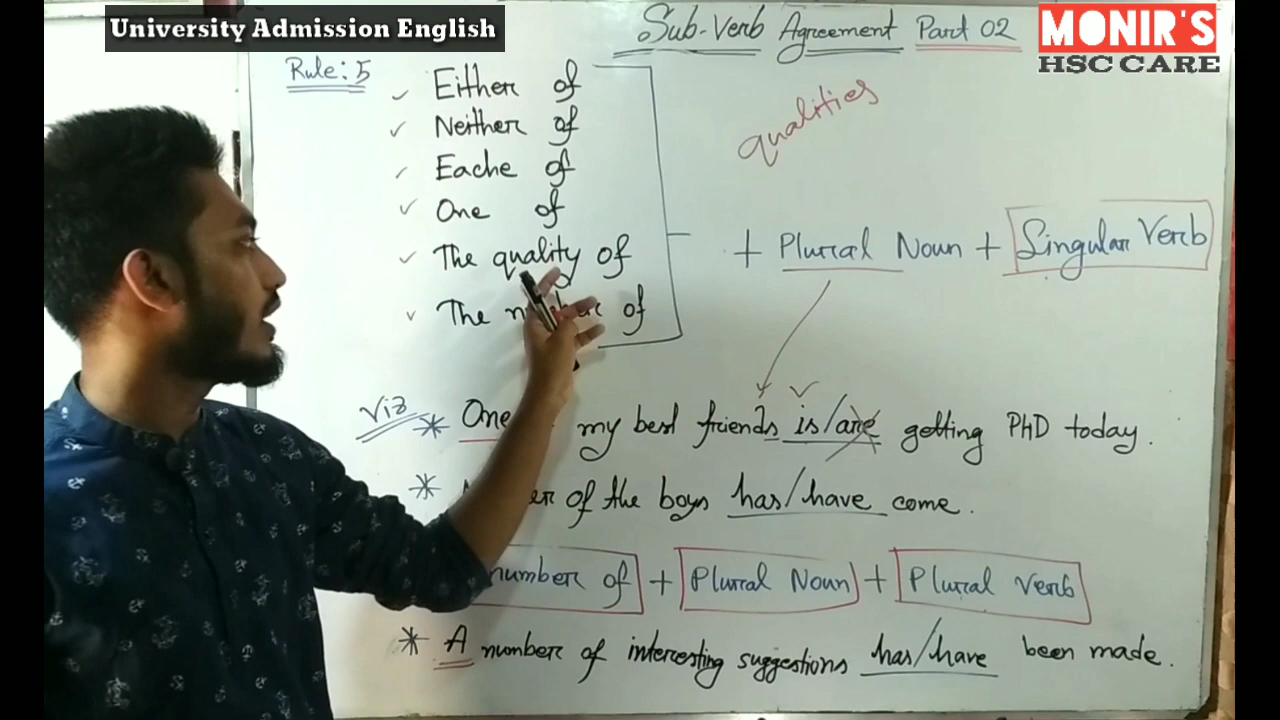 University Admission English
Sub-Verb Agreement Part 02
MONIR'S
HSC CARE
Rule: 5
✓ Either of
✓ Neither of
✓ Eache of
✓ One of
✓ The quality of
✓ The of
qualities
+ Plural Noun + Singular Verb
Viz
* One my best friends is/are getting PhD today.
* of the boys has/have come.
number of + Plural Noun + Plural Verb
* A number of interesting suggestions has/have been made.